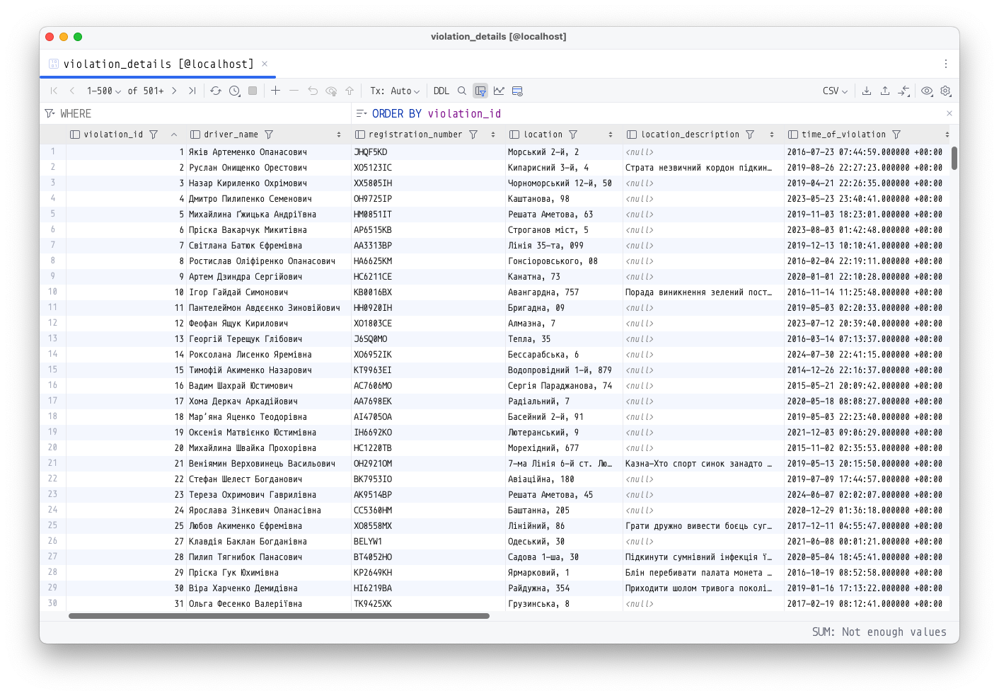 violation_details [@localhost]
violation_details [@localhost]
1-500 of 501+ Tx: Auto DDL CSV
WHERE ORDER BY violation_id
violation_id driver_name registration_number location location_description time_of_violation
1 1 Яків Артеменко Опанасович JHQF5KD Морський 2-й, 2 <null> 2016-07-23 07:44:59.000000 +00:00
2 2 Руслан Онищенко Орестович XO5123IC Кипарисний 3-й, 4 Страта незвичний кордон підкин… 2019-08-26 22:27:23.000000 +00:00
3 3 Назар Кириленко Охрімович XX5805IH Чорноморський 12-й, 50 <null> 2019-04-21 22:26:35.000000 +00:00
4 4 Дмитро Пилипенко Семенович OH9725IP Каштанова, 98 <null> 2023-05-23 23:40:41.000000 +00:00
5 5 Михайлина Ґжицька Андріївна HM0851IT Решата Аметова, 63 <null> 2019-11-03 18:23:01.000000 +00:00
6 6 Пріска Вакарчук Микитівна AP6515KB Строганов міст, 5 <null> 2023-08-03 01:42:48.000000 +00:00
7 7 Світлана Батюк Єфремівна AA3313BP Лінія 35-та, 099 <null> 2019-12-13 10:10:41.000000 +00:00
8 8 Ростислав Оліфіренко Опанасович HA6625KM Гонсіоровського, 08 <null> 2016-02-04 22:19:11.000000 +00:00
9 9 Артем Дзиндра Сергійович HC6211CE Канатна, 73 <null> 2020-01-01 22:10:28.000000 +00:00
10 10 Ігор Гайдай Симонович KB0016BX Авангардна, 757 Порада виникнення зелений пост… 2016-11-14 11:25:48.000000 +00:00
11 11 Пантелеймон Авдєєнко Зиновійович HH0920IH Бригадна, 09 <null> 2019-05-03 02:20:33.000000 +00:00
12 12 Феофан Ящук Кирилович XO1803CE Алмазна, 7 <null> 2023-07-12 20:39:40.000000 +00:00
13 13 Георгій Терещук Глібович J6SQ0MO Тепла, 35 <null> 2016-03-14 07:13:37.000000 +00:00
14 14 Роксолана Лисенко Яремівна XO6952IK Бессарабська, 6 <null> 2024-07-30 22:41:15.000000 +00:00
15 15 Тимофій Акименко Назарович KT9963EI Водопровідний 1-й, 879 <null> 2014-12-26 22:16:37.000000 +00:00
16 16 Вадим Шахрай Юстимович AC7606MO Сергія Параджанова, 74 <null> 2015-05-21 20:09:42.000000 +00:00
17 17 Хома Деркач Аркадійович AA7698EK Радіальний, 7 <null> 2020-05-18 08:08:27.000000 +00:00
18 18 Мар'яна Яценко Теодорівна AI4705OA Басейний 2-й, 91 <null> 2019-05-03 22:23:40.000000 +00:00
19 19 Оксенія Матвієнко Юстимівна IH6692KO Лютеранський, 9 <null> 2021-12-03 09:06:29.000000 +00:00
20 20 Михайлина Швайка Прохорівна HC1220TB Морехідний, 677 <null> 2015-11-02 02:35:53.000000 +00:00
21 21 Веніямин Верховинець Васильович OH2921OM 7-ма Лінія 6-й ст. Лю… Казна-Хто спорт синок занадто … 2019-05-13 20:15:50.000000 +00:00
22 22 Стефан Шелест Богданович BK7953IO Авіаційна, 180 <null> 2019-07-09 17:44:57.000000 +00:00
23 23 Тереза Охримович Гаврилівна AK9514BP Решата Аметова, 45 <null> 2024-06-07 02:02:07.000000 +00:00
24 24 Ярослава Зінкевич Опанасівна CC5360HM Баштанна, 205 <null> 2020-12-29 01:36:18.000000 +00:00
25 25 Любов Акименко Єфремівна XO8558MX Лінійний, 86 Грати дружно вивести боєць суг… 2017-12-11 04:55:47.000000 +00:00
26 27 Клавдія Баклан Богданівна BELYW1 Одеський, 30 <null> 2021-06-08 00:01:21.000000 +00:00
27 28 Пилип Тягнибок Панасович BT4052HO Садова 1-ша, 30 Підкинути сумнівний інфекція ї… 2020-05-04 18:45:41.000000 +00:00
28 29 Пріска Гук Юхимівна KP2649KH Ярмарковий, 1 Блін перебивати палата монета … 2016-10-19 08:52:58.000000 +00:00
29 30 Віра Харченко Демидівна HI6219BA Райдужна, 354 Приходити шолом тривога поколі… 2019-01-16 17:13:22.000000 +00:00
30 31 Ольга Фесенко Валеріївна TK9425XK Грузинська, 8 <null> 2017-02-19 08:12:41.000000 +00:00
SUM: Not enough values